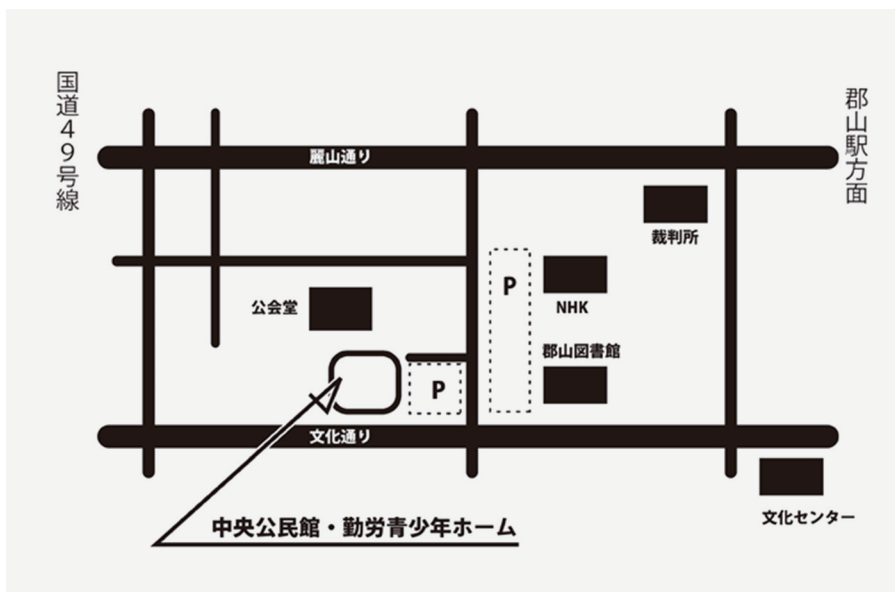 国道49号線
郡山駅方面
麗山通り
裁判所
P
NHK
公会堂
郡山図書館
P
文化通り
文化センター
中央公民館・勤労青少年ホーム